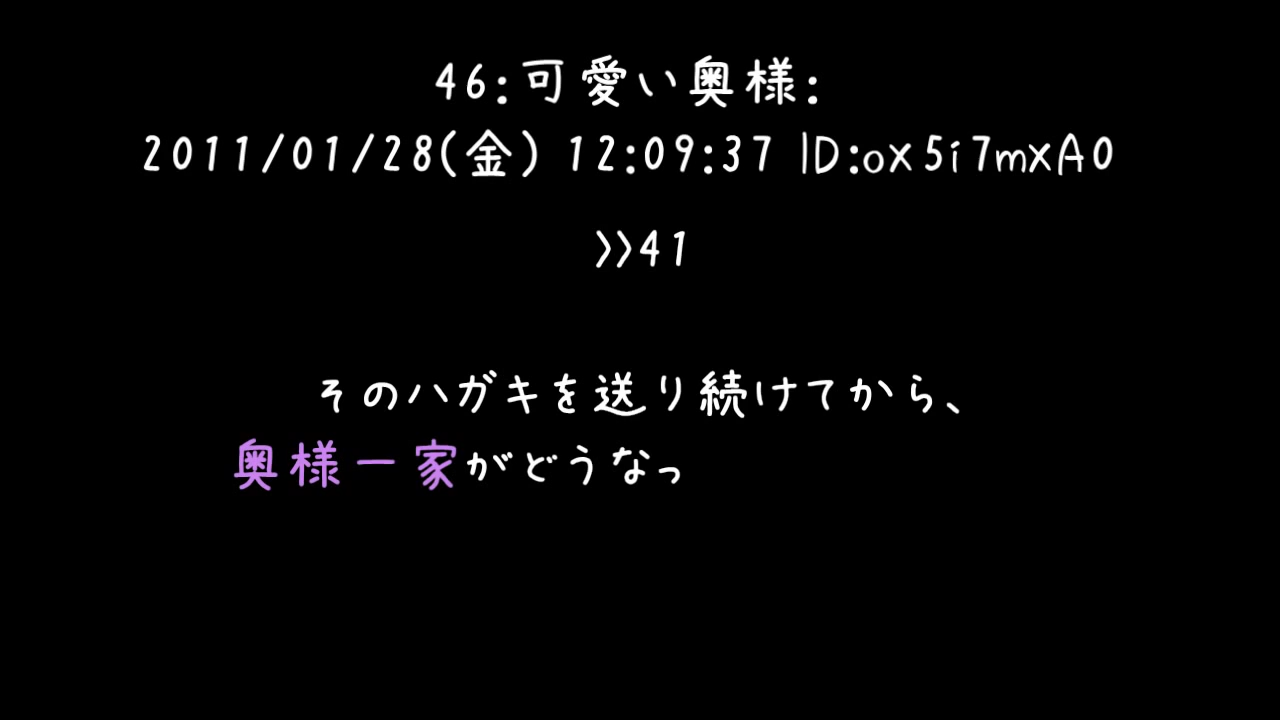 46:可愛い奥様:
2011/01/28(金) 12:09:37 ID:ox5i7mxA0
>>41
そのハガキを送り続けてから、
奥様一家がどうなっ